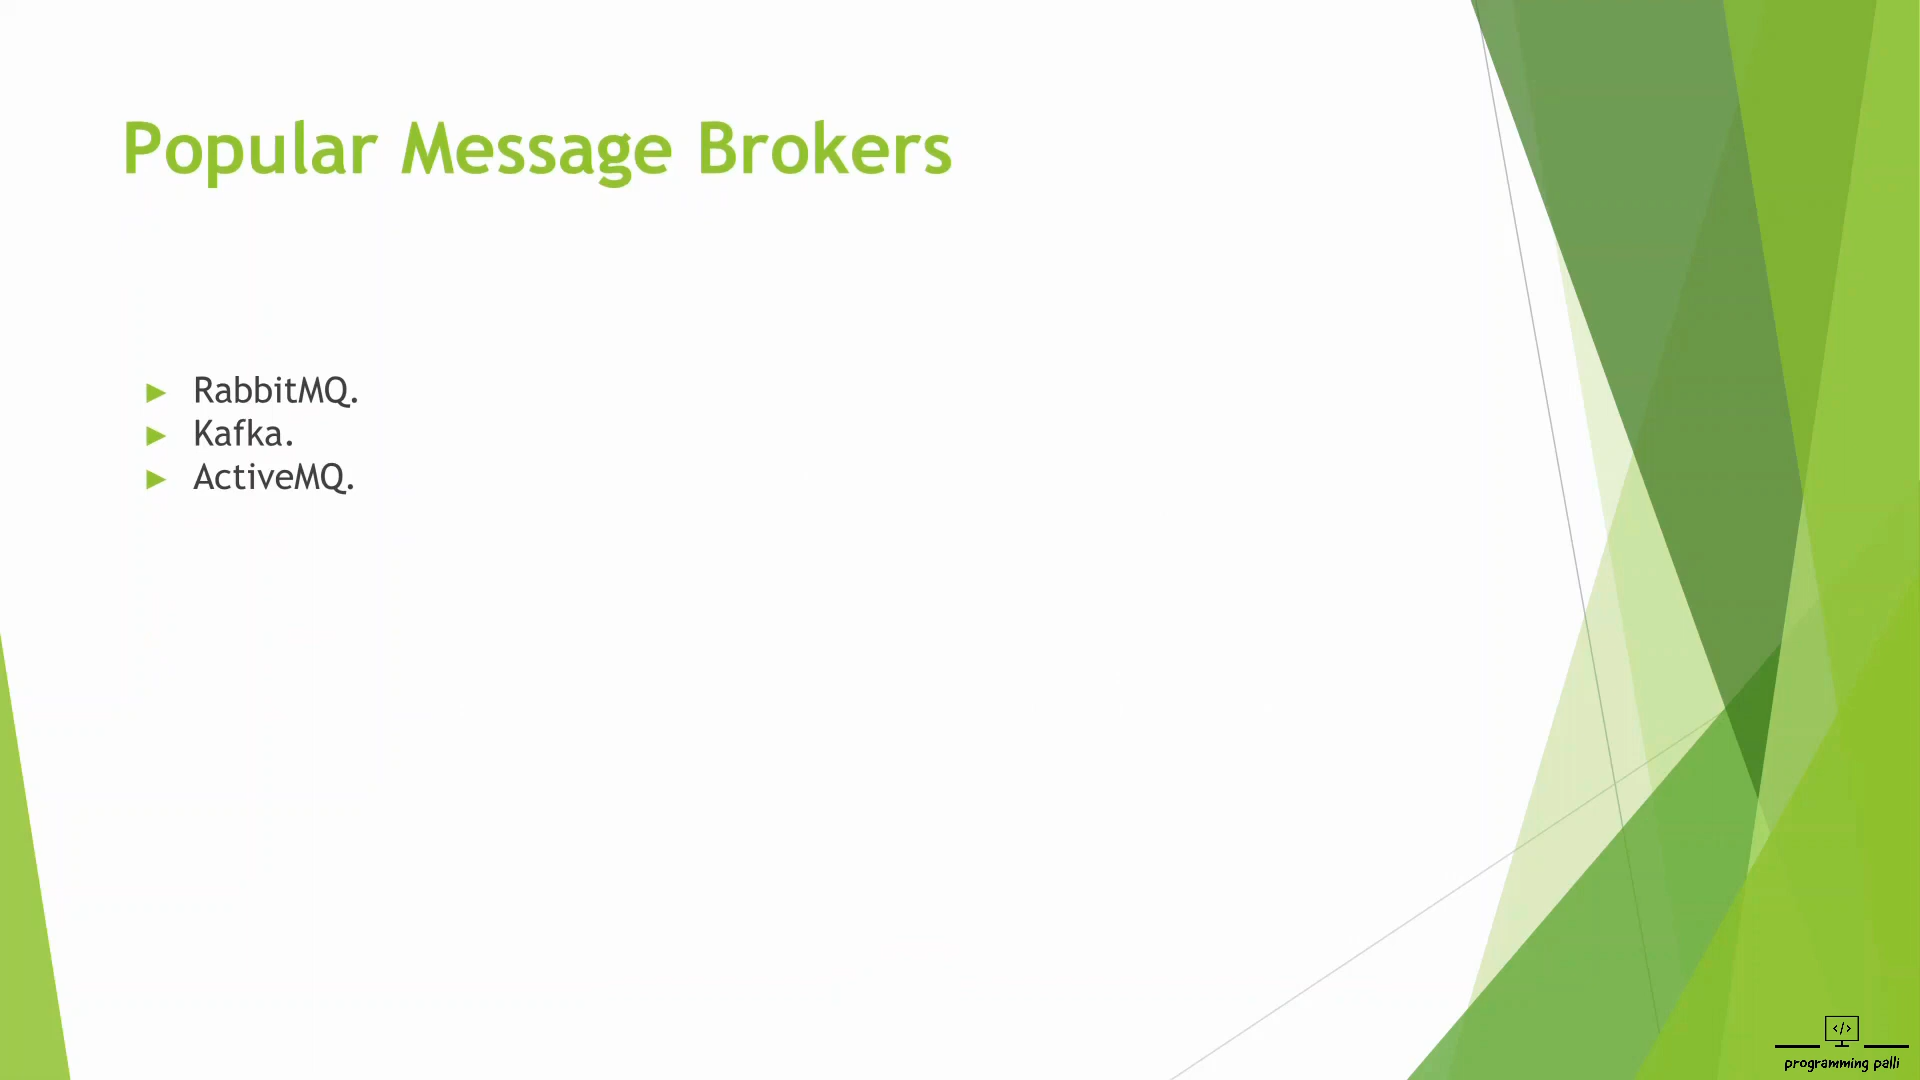 Popular Message Brokers
► RabbitMQ.
► Kafka.
► ActiveMQ.
</>
programming palli